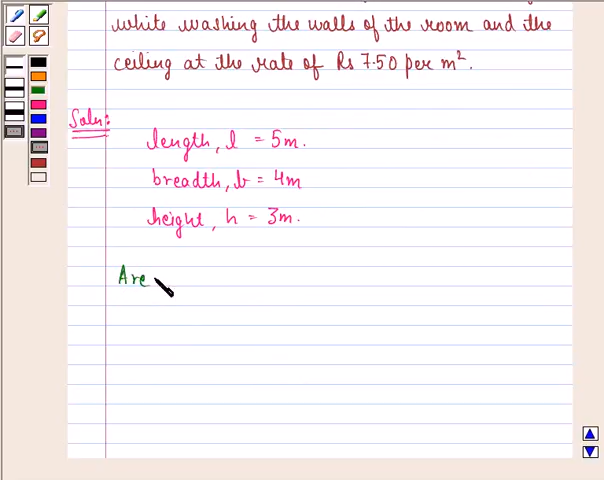 white washing the walls of the room and the
ceiling at the rate of Rs 7.50 per m².
Soln:
length, l = 5m.
breadth, b = 4m
height, h = 3m.
Are